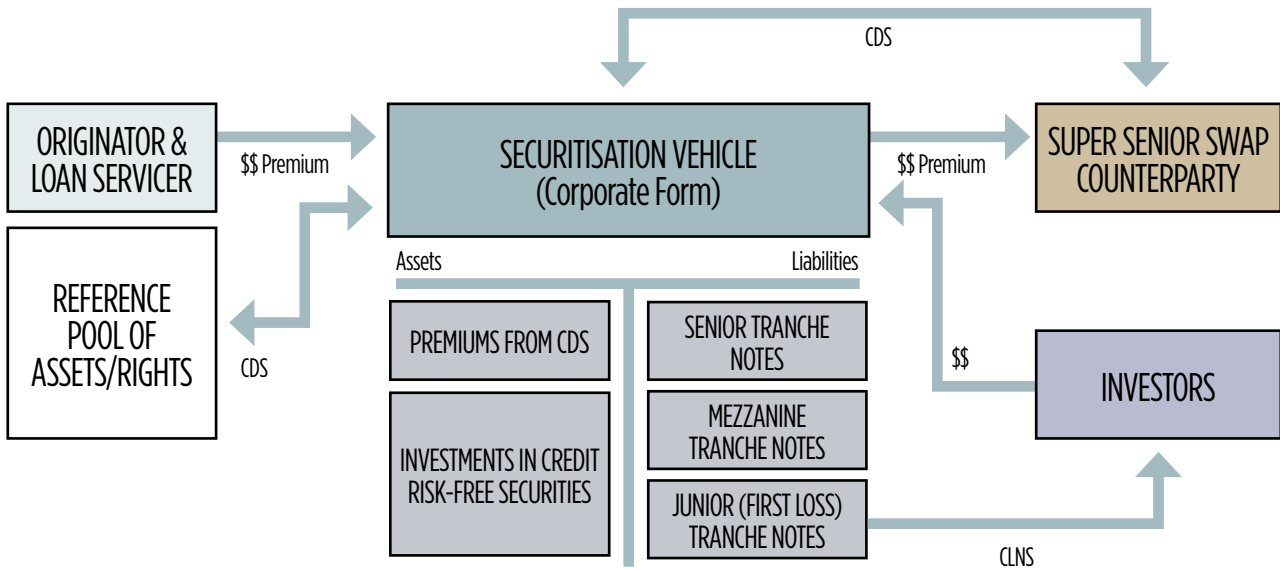 CDS
ORIGINATOR &
LOAN SERVICER
$$ Premium
SECURITISATION VEHICLE
(Corporate Form)
$$ Premium
SUPER SENIOR SWAP
COUNTERPARTY
REFERENCE
POOL OF
ASSETS/RIGHTS
CDS
Assets
Liabilities
PREMIUMS FROM CDS
INVESTMENTS IN CREDIT
RISK-FREE SECURITIES
SENIOR TRANCHE
NOTES
MEZZANINE
TRANCHE NOTES
JUNIOR (FIRST LOSS)
TRANCHE NOTES
$$
INVESTORS
CLNS